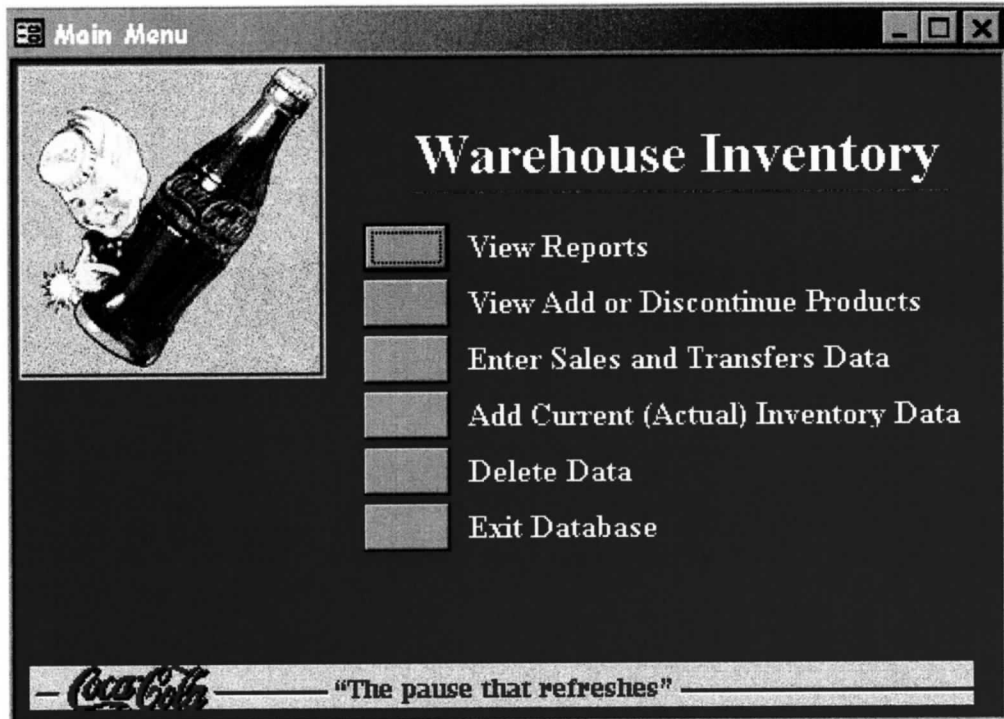 Main Menu
Warehouse Inventory
View Reports
View Add or Discontinue Products
Enter Sales and Transfers Data
Add Current (Actual) Inventory Data
Delete Data
Exit Database
Coca-Cola “The pause that refreshes”